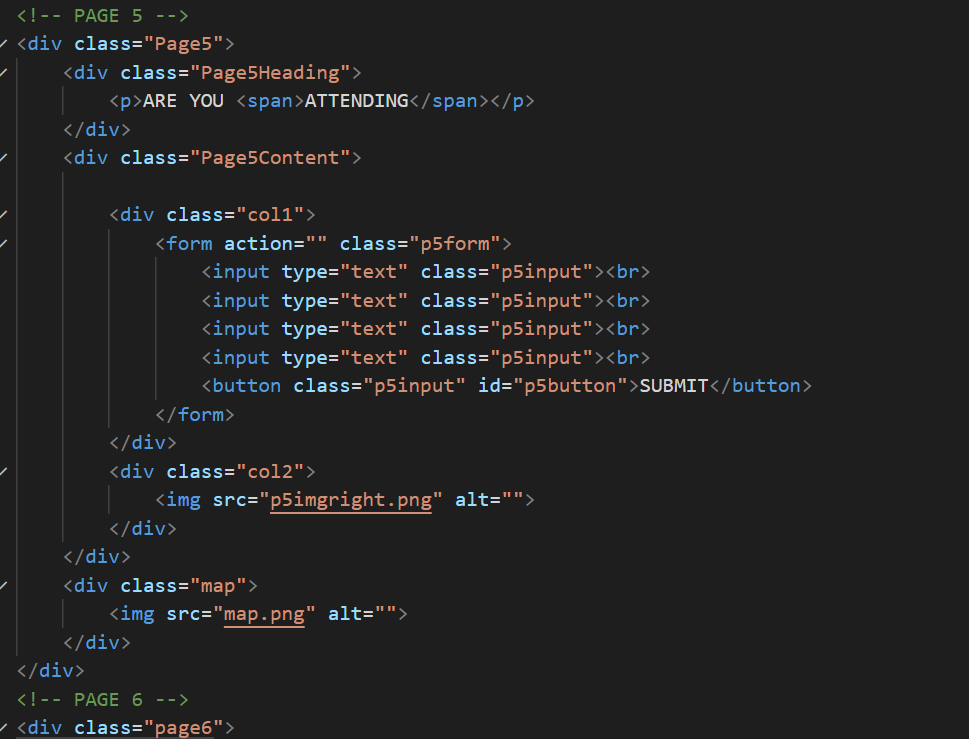 <!-- PAGE 5 -->
<div class="Page5">
    <div class="Page5Heading">
        <p>ARE YOU <span>ATTENDING</span></p>
    </div>
    <div class="Page5Content">

        <div class="col1">
            <form action="" class="p5form">
                <input type="text" class="p5input"><br>
                <input type="text" class="p5input"><br>
                <input type="text" class="p5input"><br>
                <input type="text" class="p5input"><br>
                <button class="p5input" id="p5button">SUBMIT</button>
            </form>
        </div>
        <div class="col2">
            <img src="p5imgright.png" alt="">
        </div>
    </div>
    <div class="map">
        <img src="map.png" alt="">
    </div>
</div>
<!-- PAGE 6 -->
<div class="page6">